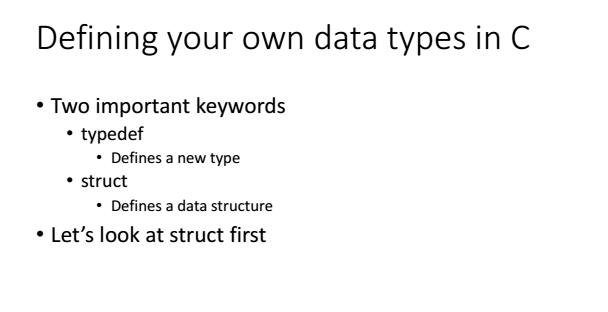 Defining your own data types in C
• Two important keywords
• typedef
• Defines a new type
• struct
• Defines a data structure
• Let’s look at struct first